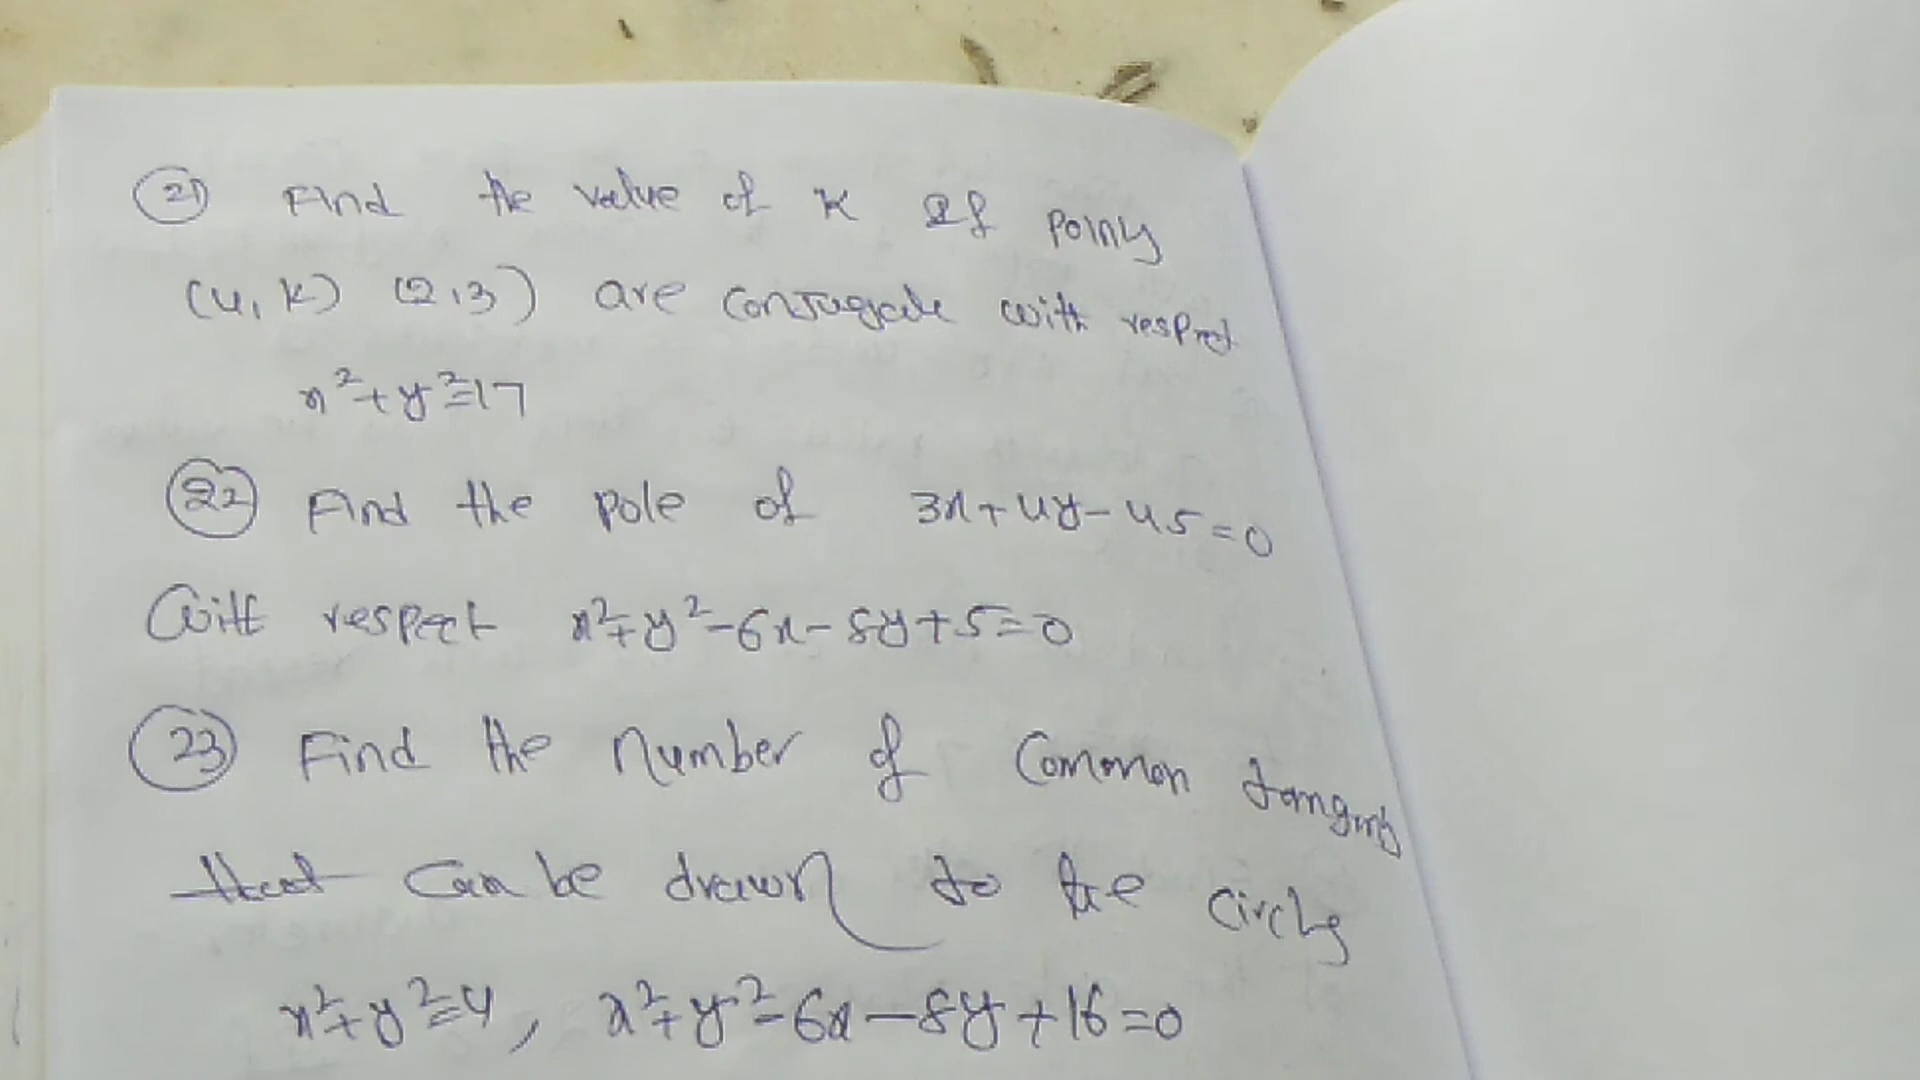 21 Find the value of k If points
(4, k) (2,3) are conjugate with respect
x²+y²=17
22 Find the pole of 3x+4y-45=0
With respect x²+y²-6x-8y+5=0
23 Find the number of Common tangents
that can be drawn to the circles
x²+y²=4, x²+y²-6x-8y+16=0